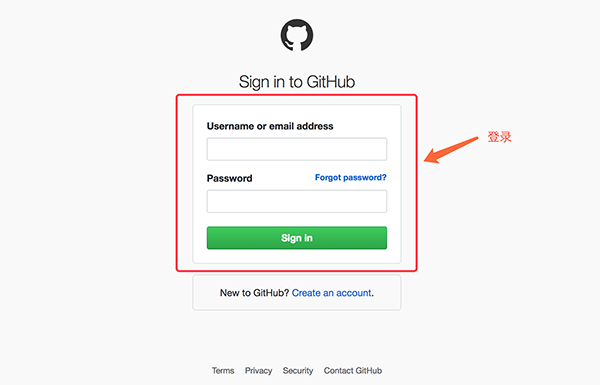 Sign in to GitHub
Username or email address
登录
Password Forgot password?
Sign in
New to GitHub? Create an account.
Terms Privacy Security Contact GitHub